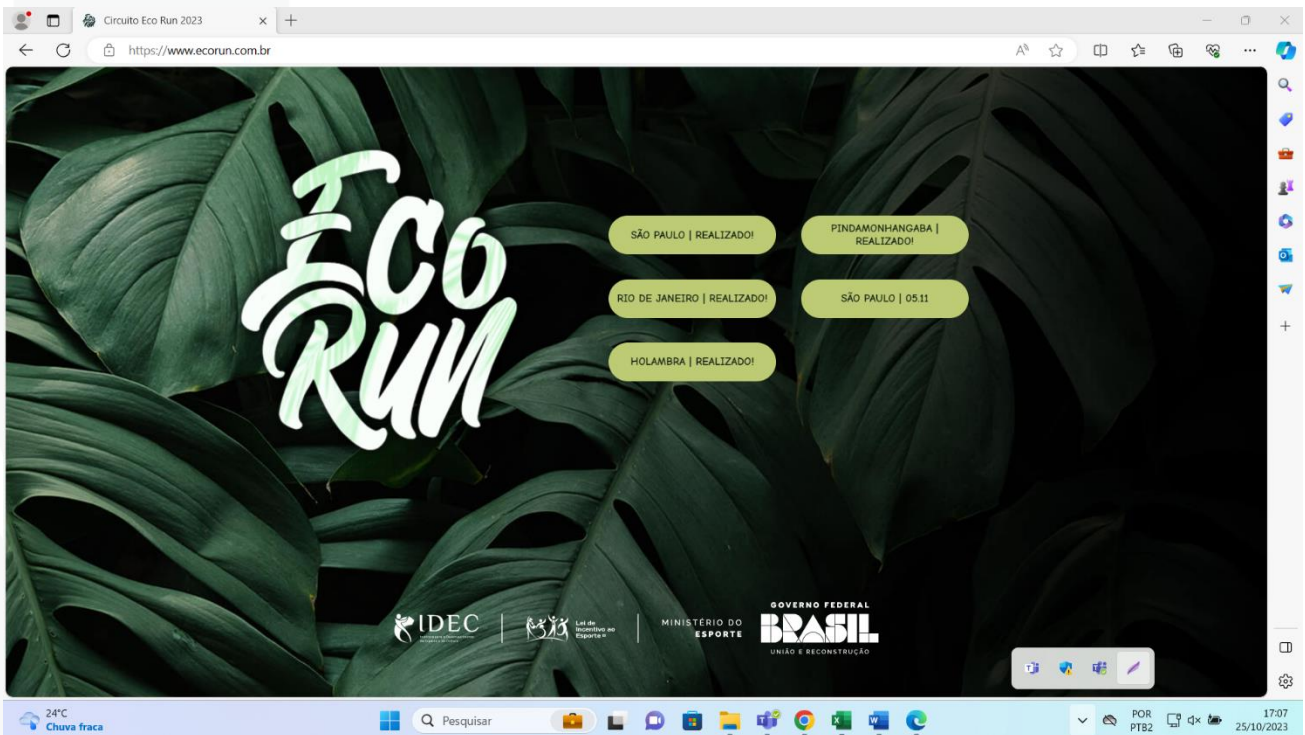 Circuito Eco Run 2023
https://www.ecorun.com.br
ECO
RUN
SÃO PAULO | REALIZADO!
PINDAMONHANGABA |
REALIZADO!
RIO DE JANEIRO | REALIZADO!
SÃO PAULO | 05.11
HOLAMBRA | REALIZADO!
IDEC
Lei de
Incentivo ao
Esporte
MINISTÉRIO DO
ESPORTE
GOVERNO FEDERAL
BRASIL
UNIÃO E RECONSTRUÇÃO
24°C
Chuva fraca
Pesquisar
POR
PTB2
17:07
25/10/2023